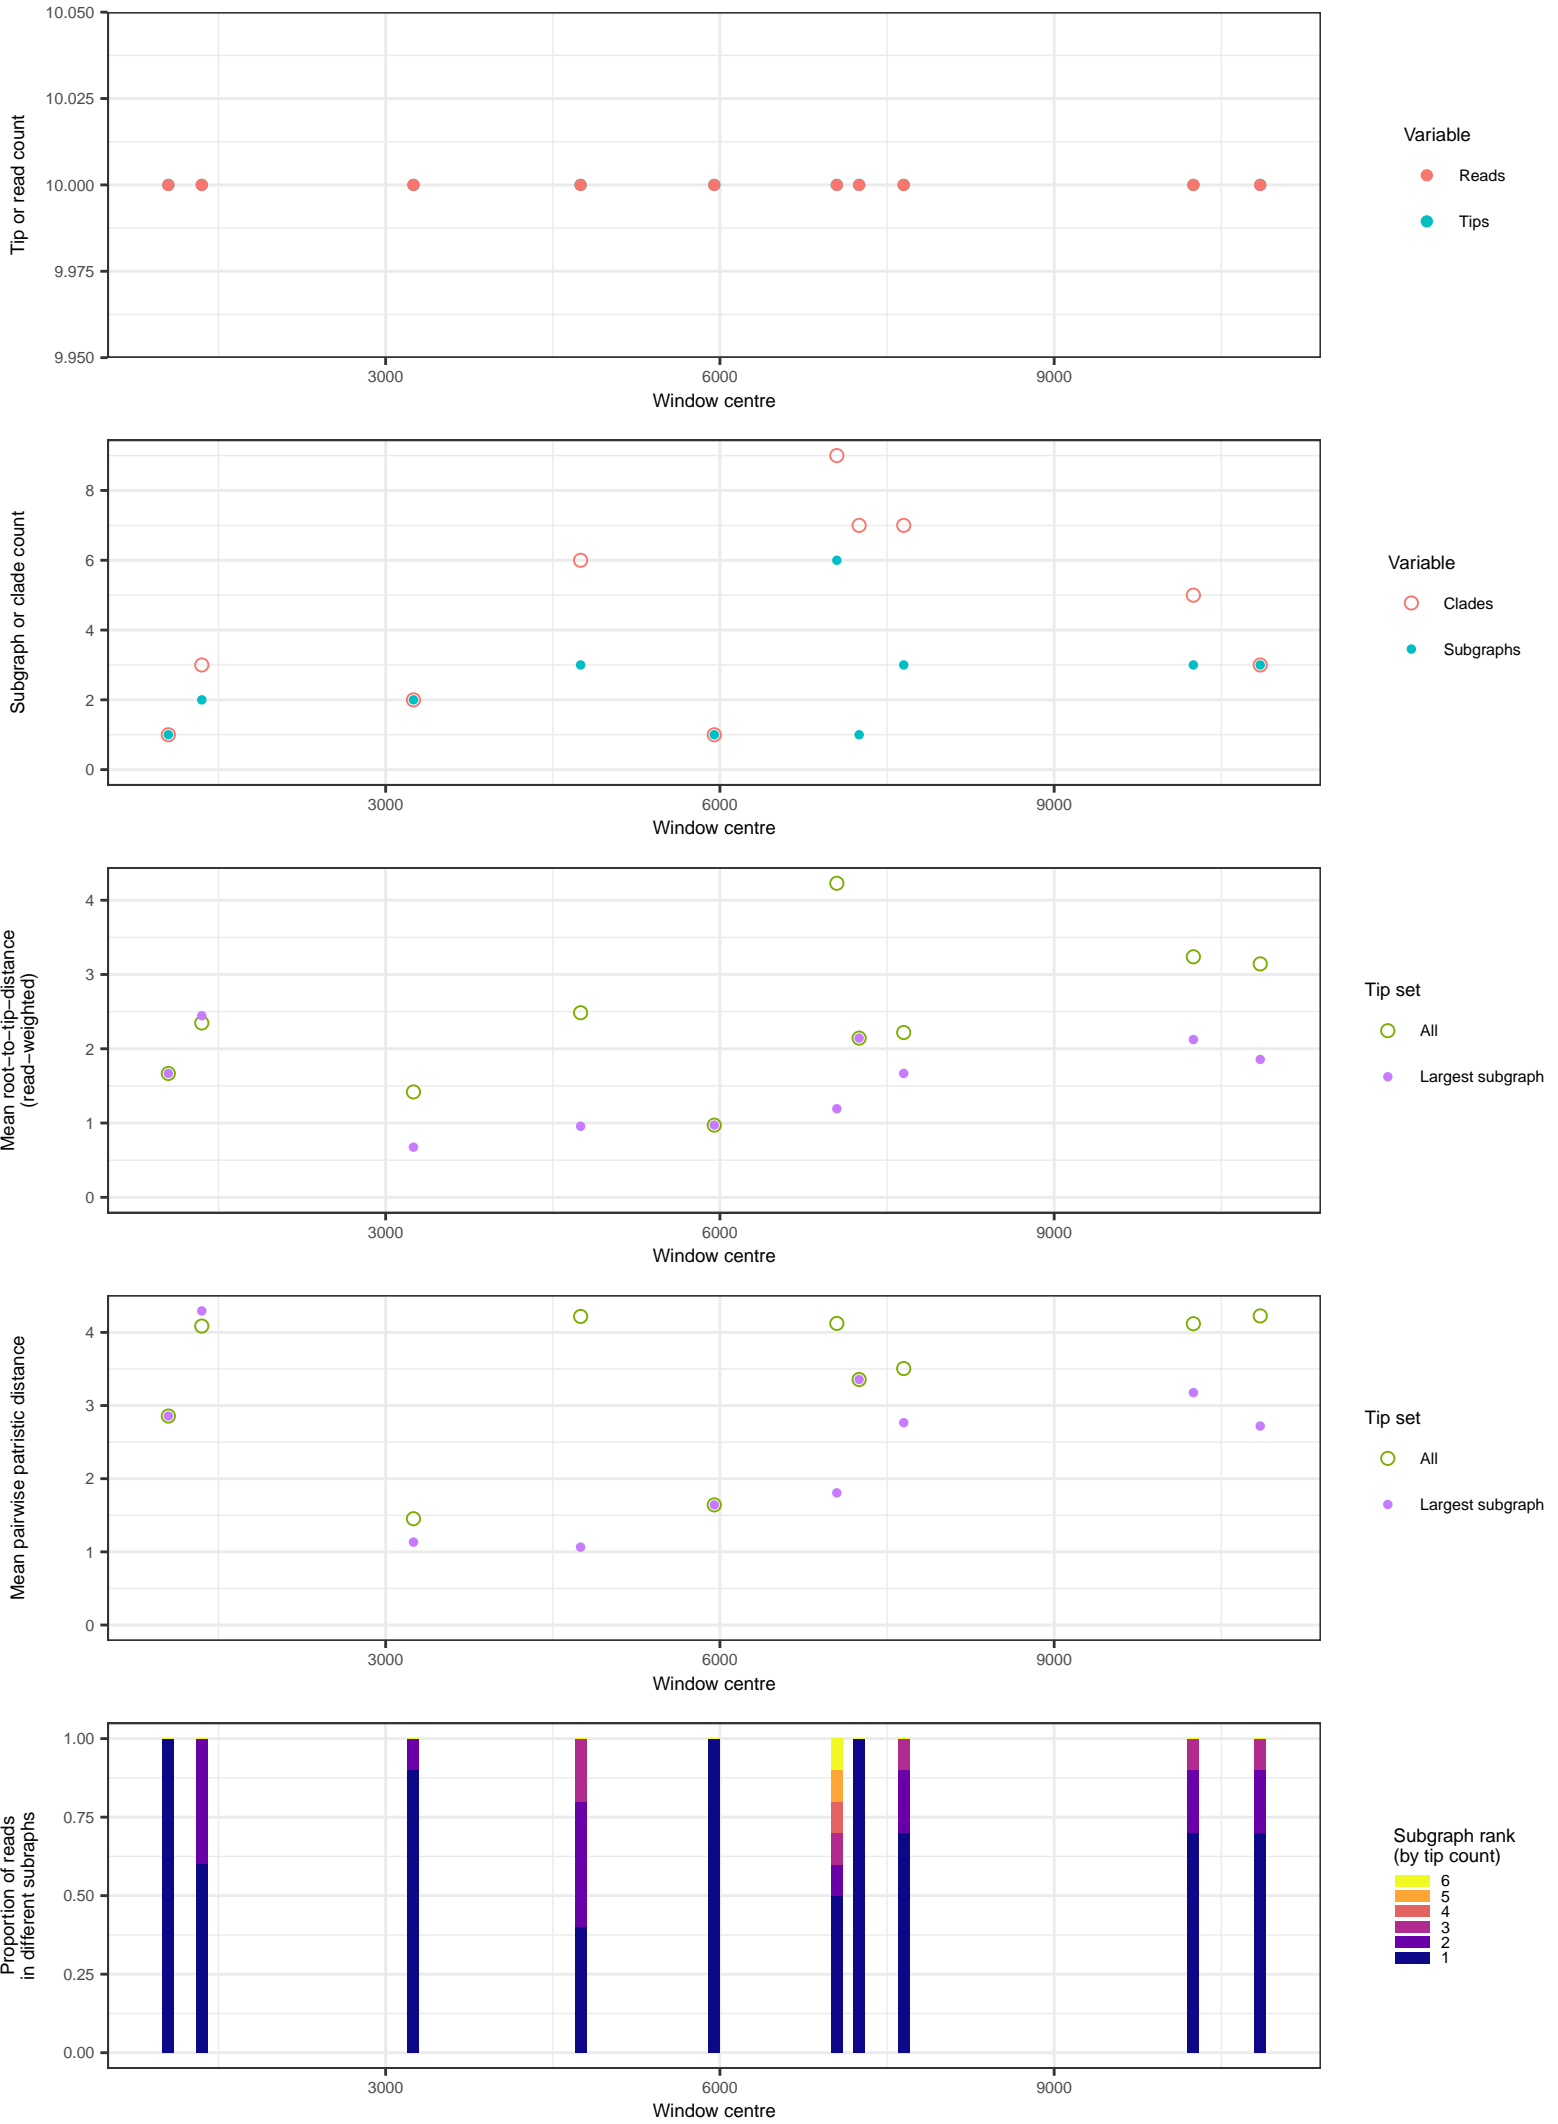 10.050
10.025
10.000
9.975
9.950
Tip or read count
3000 6000 9000
Window centre
Variable
Reads
Tips
8
6
4
2
0
Subgraph or clade count
3000 6000 9000
Window centre
Variable
Clades
Subgraphs
4
3
2
1
0
Mean root−to−tip−distance
(read−weighted)
3000 6000 9000
Window centre
Tip set
All
Largest subgraph
4
3
2
1
0
Mean pairwise patristic distance
3000 6000 9000
Window centre
Tip set
All
Largest subgraph
1.00
0.75
0.50
0.25
0.00
Proportion of reads
in different subraphs
3000 6000 9000
Window centre
Subgraph rank
(by tip count)
6
5
4
3
2
1